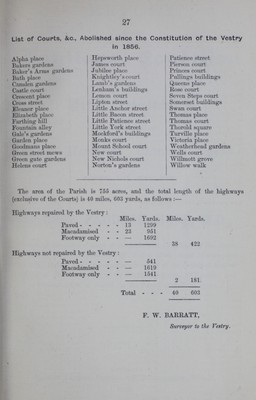 27
List of Courts, &c., Abolished since the Constitution of the Vestry
in 1856.
Alpha place
Bakers gardens
Baker's Arms gardens
Bath place
Camden gardens
Castle court
Crescent place
Cross street
Eleanor place
Elizabeth place
Farthing hill
Fountain alley
Gale's gardens
Garden place
Goodmans place
Green street mews
Green gate gardens
Helens court
Hepworth place
James court
Jubilee place
Knightley's court
Lamb's gardens
Lenham's buildings
Lemon court
Lipton street
Little Anchor street
Little Bacon street
Little Patience street
Little York street
Mockford's buildings
Monks court
Mount School court
New court
New Nichols court
Norton's gardens
Patience street
Pierson court
Princes court
Pullings buildings
Queens place
Rose court
Seven Steps court
Somerset buildings
Swan court
Thomas place
Thomas court
Thorold square
Turville place
Victoria place
Weatherhead gardens
Wells court
Willmott grove
Willow walk
The area of the Parish is 755 acres, and the total length of the highways
(exclusive of the Courts) is 40 miles, 603 yards, as follows :—
Highways repaired by the Vestry :
Miles. Yards. Miles. Yards.
Paved - - - - - 13 1299
Macadamised - - 23 951
Footway only - - — 1692
38 422
Highways not repaired by the Vestry :
Paved - - - - - — 541
Macadamised - - — 1619
Footway only - - — 1541
2 181
Total - - - 40 603
F. W. BARRATT,
Surveyor to the Vestry.